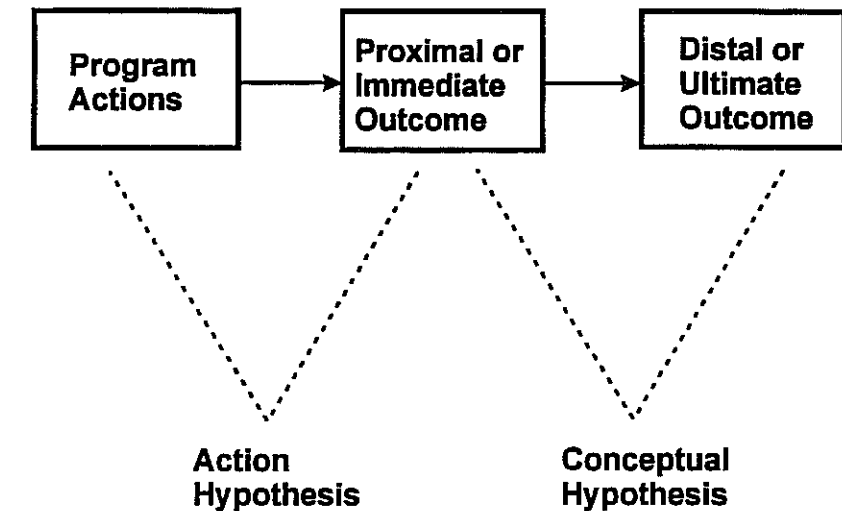 Program
Actions
Proximal or
Immediate
Outcome
Distal or
Ultimate
Outcome
Action
Hypothesis
Conceptual
Hypothesis